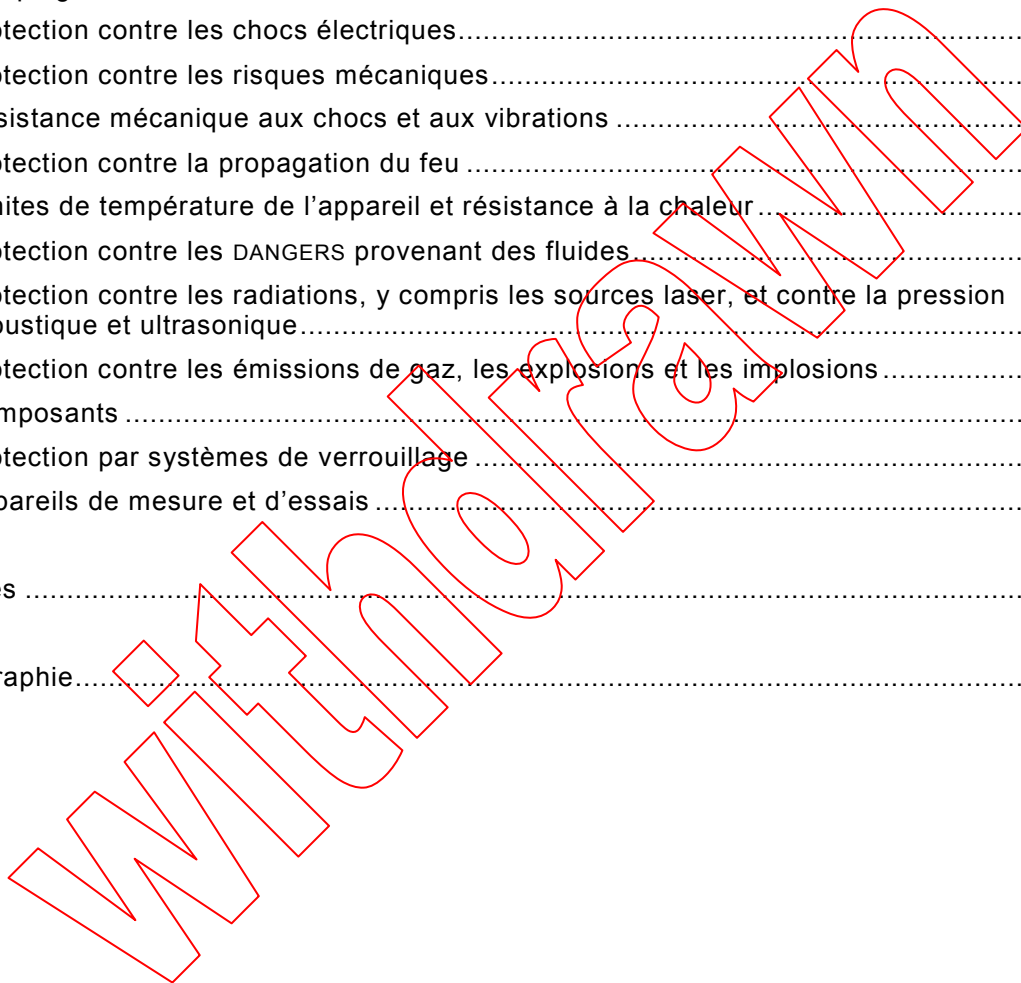 otection contre les chocs électriques
otection contre les risques mécaniques
sistance mécanique aux chocs et aux vibrations
otection contre la propagation du feu
ites de température de l'appareil et résistance à la chaleur
otection contre les DANGERS provenant des fluides
otection contre les radiations, y compris les sources laser, et contre la pression
oustique et ultrasonique
otection contre les émissions de gaz, les explosions et les implosions
mposants
otection par systèmes de verrouillage
pareils de mesure et d'essais
es
raphie
withdrawn